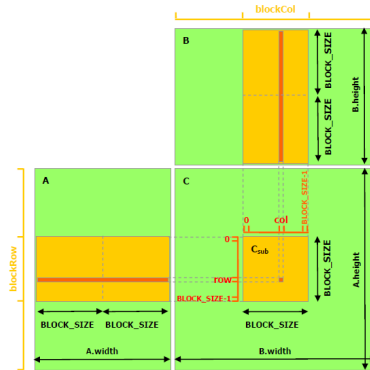 blockCol
B
BLOCK_SIZE
BLOCK_SIZE
B.height
A
C
BLOCK_SIZE-1
0
col
0
C sub
row
BLOCK_SIZE-1
BLOCK_SIZE
A.height
blockRow
BLOCK_SIZE
BLOCK_SIZE
BLOCK_SIZE
A.width
B.width